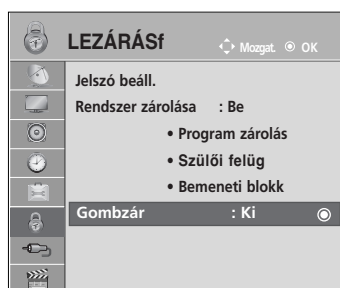 LEZÁRÁSf Mozgat. OK
Jelszó beáll.
Rendszer zárolása : Be
• Program zárolás
• Szülői felüg
• Bemeneti blokk
Gombzár : Ki